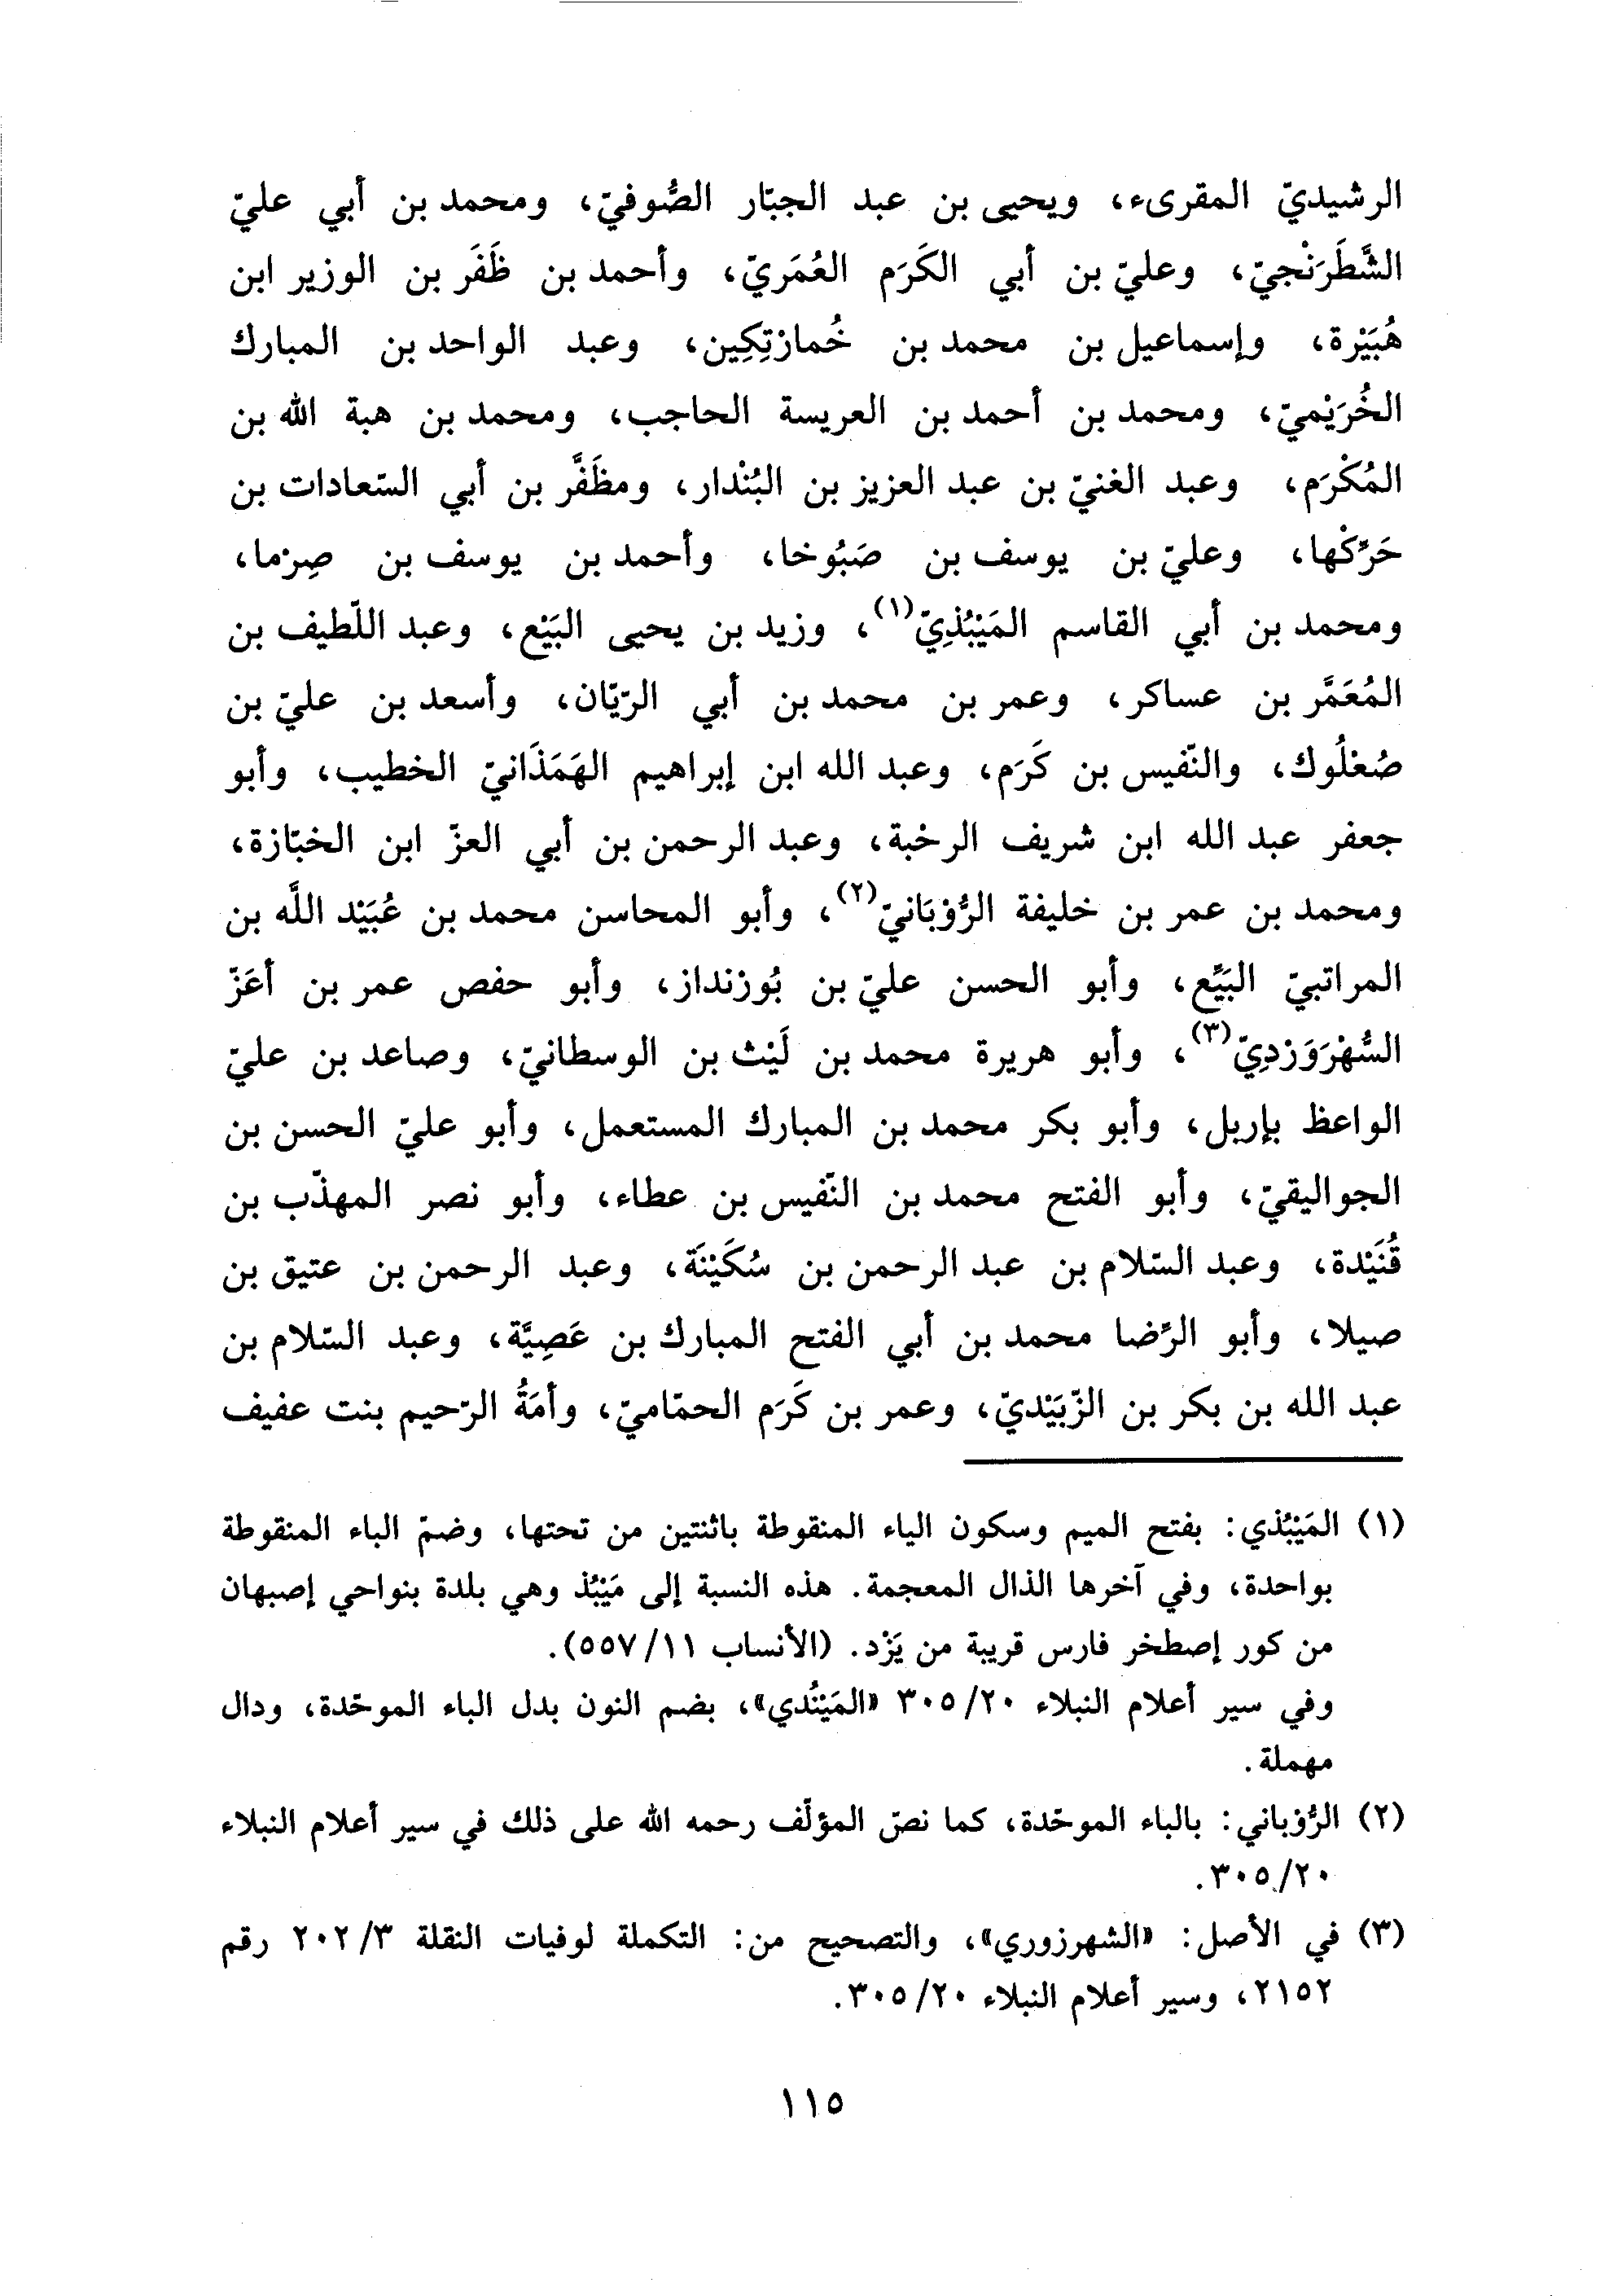 الرشيديّ المقرىء، ويحيى بن عبد الجبّار الصُّوفيّ، ومحمد بن أبي عليّ
الشَّطَرَنْجيّ، وعليّ بن أبي الكَرَم العُمَريّ، وأحمد بن ظَفَر بن الوزير ابن
هُبَيْرة، وإسماعيل بن محمد بن خُمارْتِكِين، وعبد الواحد بن المبارك
الخُرَيْميّ، ومحمد بن أحمد بن العريسة الحاجب، ومحمد بن هبة الله بن
المُكْرَم، وعبد الغنيّ بن عبد العزيز بن البُنْدار، ومظَفَّر بن أبي السّعادات بن
حَرَّكْها، وعليّ بن يوسف بن صَبُوخا، وأحمد بن يوسف بن صِرْما،
ومحمد بن أبي القاسم المَيْبُذِيّ(١)، وزيد بن يحيى البَيْع، وعبد اللّطيف بن
المُعَمَّر بن عساكر، وعمر بن محمد بن أبي الرّيّان، وأسعد بن عليّ بن
صُعْلُوك، والنّفيس بن كَرَم، وعبد الله ابن إبراهيم الهَمَذَانيّ الخطيب، وأبو
جعفر عبد الله ابن شريف الرخبة، وعبد الرحمن بن أبي العزّ ابن الخبّازة،
ومحمد بن عمر بن خليفة الرُّوْبَانيّ(٢)، وأبو المحاسن محمد بن عُبَيْد اللَّه بن
المراتبيّ البَيِّع، وأبو الحسن عليّ بن بُورْنداز، وأبو حفص عمر بن أعَزّ
السُّهْرَوَرْدِيّ(٣)، وأبو هريرة محمد بن لَيْث بن الوسطانيّ، وصاعد بن عليّ
الواعظ بإربل، وأبو بكر محمد بن المبارك المستعمل، وأبو عليّ الحسن بن
الجواليقيّ، وأبو الفتح محمد بن النّفيس بن عطاء، وأبو نصر المهذّب بن
قُنَيْدة، وعبد السّلام بن عبد الرحمن بن سُكَيْنَة، وعبد الرحمن بن عتيق بن
صيلا، وأبو الرِّضا محمد بن أبي الفتح المبارك بن عَصِيَّة، وعبد السّلام بن
عبد الله بن بكر بن الزّبَيْديّ، وعمر بن كَرَم الحمّاميّ، وأمَةُ الرّحيم بنت عفيف
(١) المَيْبُذي: بفتح الميم وسكون الياء المنقوطة باثنتين من تحتها، وضمّ الباء المنقوطة
بواحدة، وفي آخرها الذال المعجمة. هذه النسبة إلى مَيْبُذ وهي بلدة بنواحي إصبهان
من كور إصطخر فارس قريبة من يَزْد. (الأنساب ١١/٥٥٧).
وفي سير أعلام النبلاء ٢٠/٣٠٥ «المَيْنُدي»، بضم النون بدل الباء الموحّدة، ودال
مهملة.
(٢) الرُّوْباني: بالباء الموحّدة، كما نصّ المؤلّف رحمه الله على ذلك في سير أعلام النبلاء
٢٠/٣٠٥.
(٣) في الأصل: «الشهرزوري»، والتصحيح من: التكملة لوفيات النقلة ٣/٢٠٢ رقم
٢١٥٢، وسير أعلام النبلاء ٢٠/٣٠٥.
١١٥